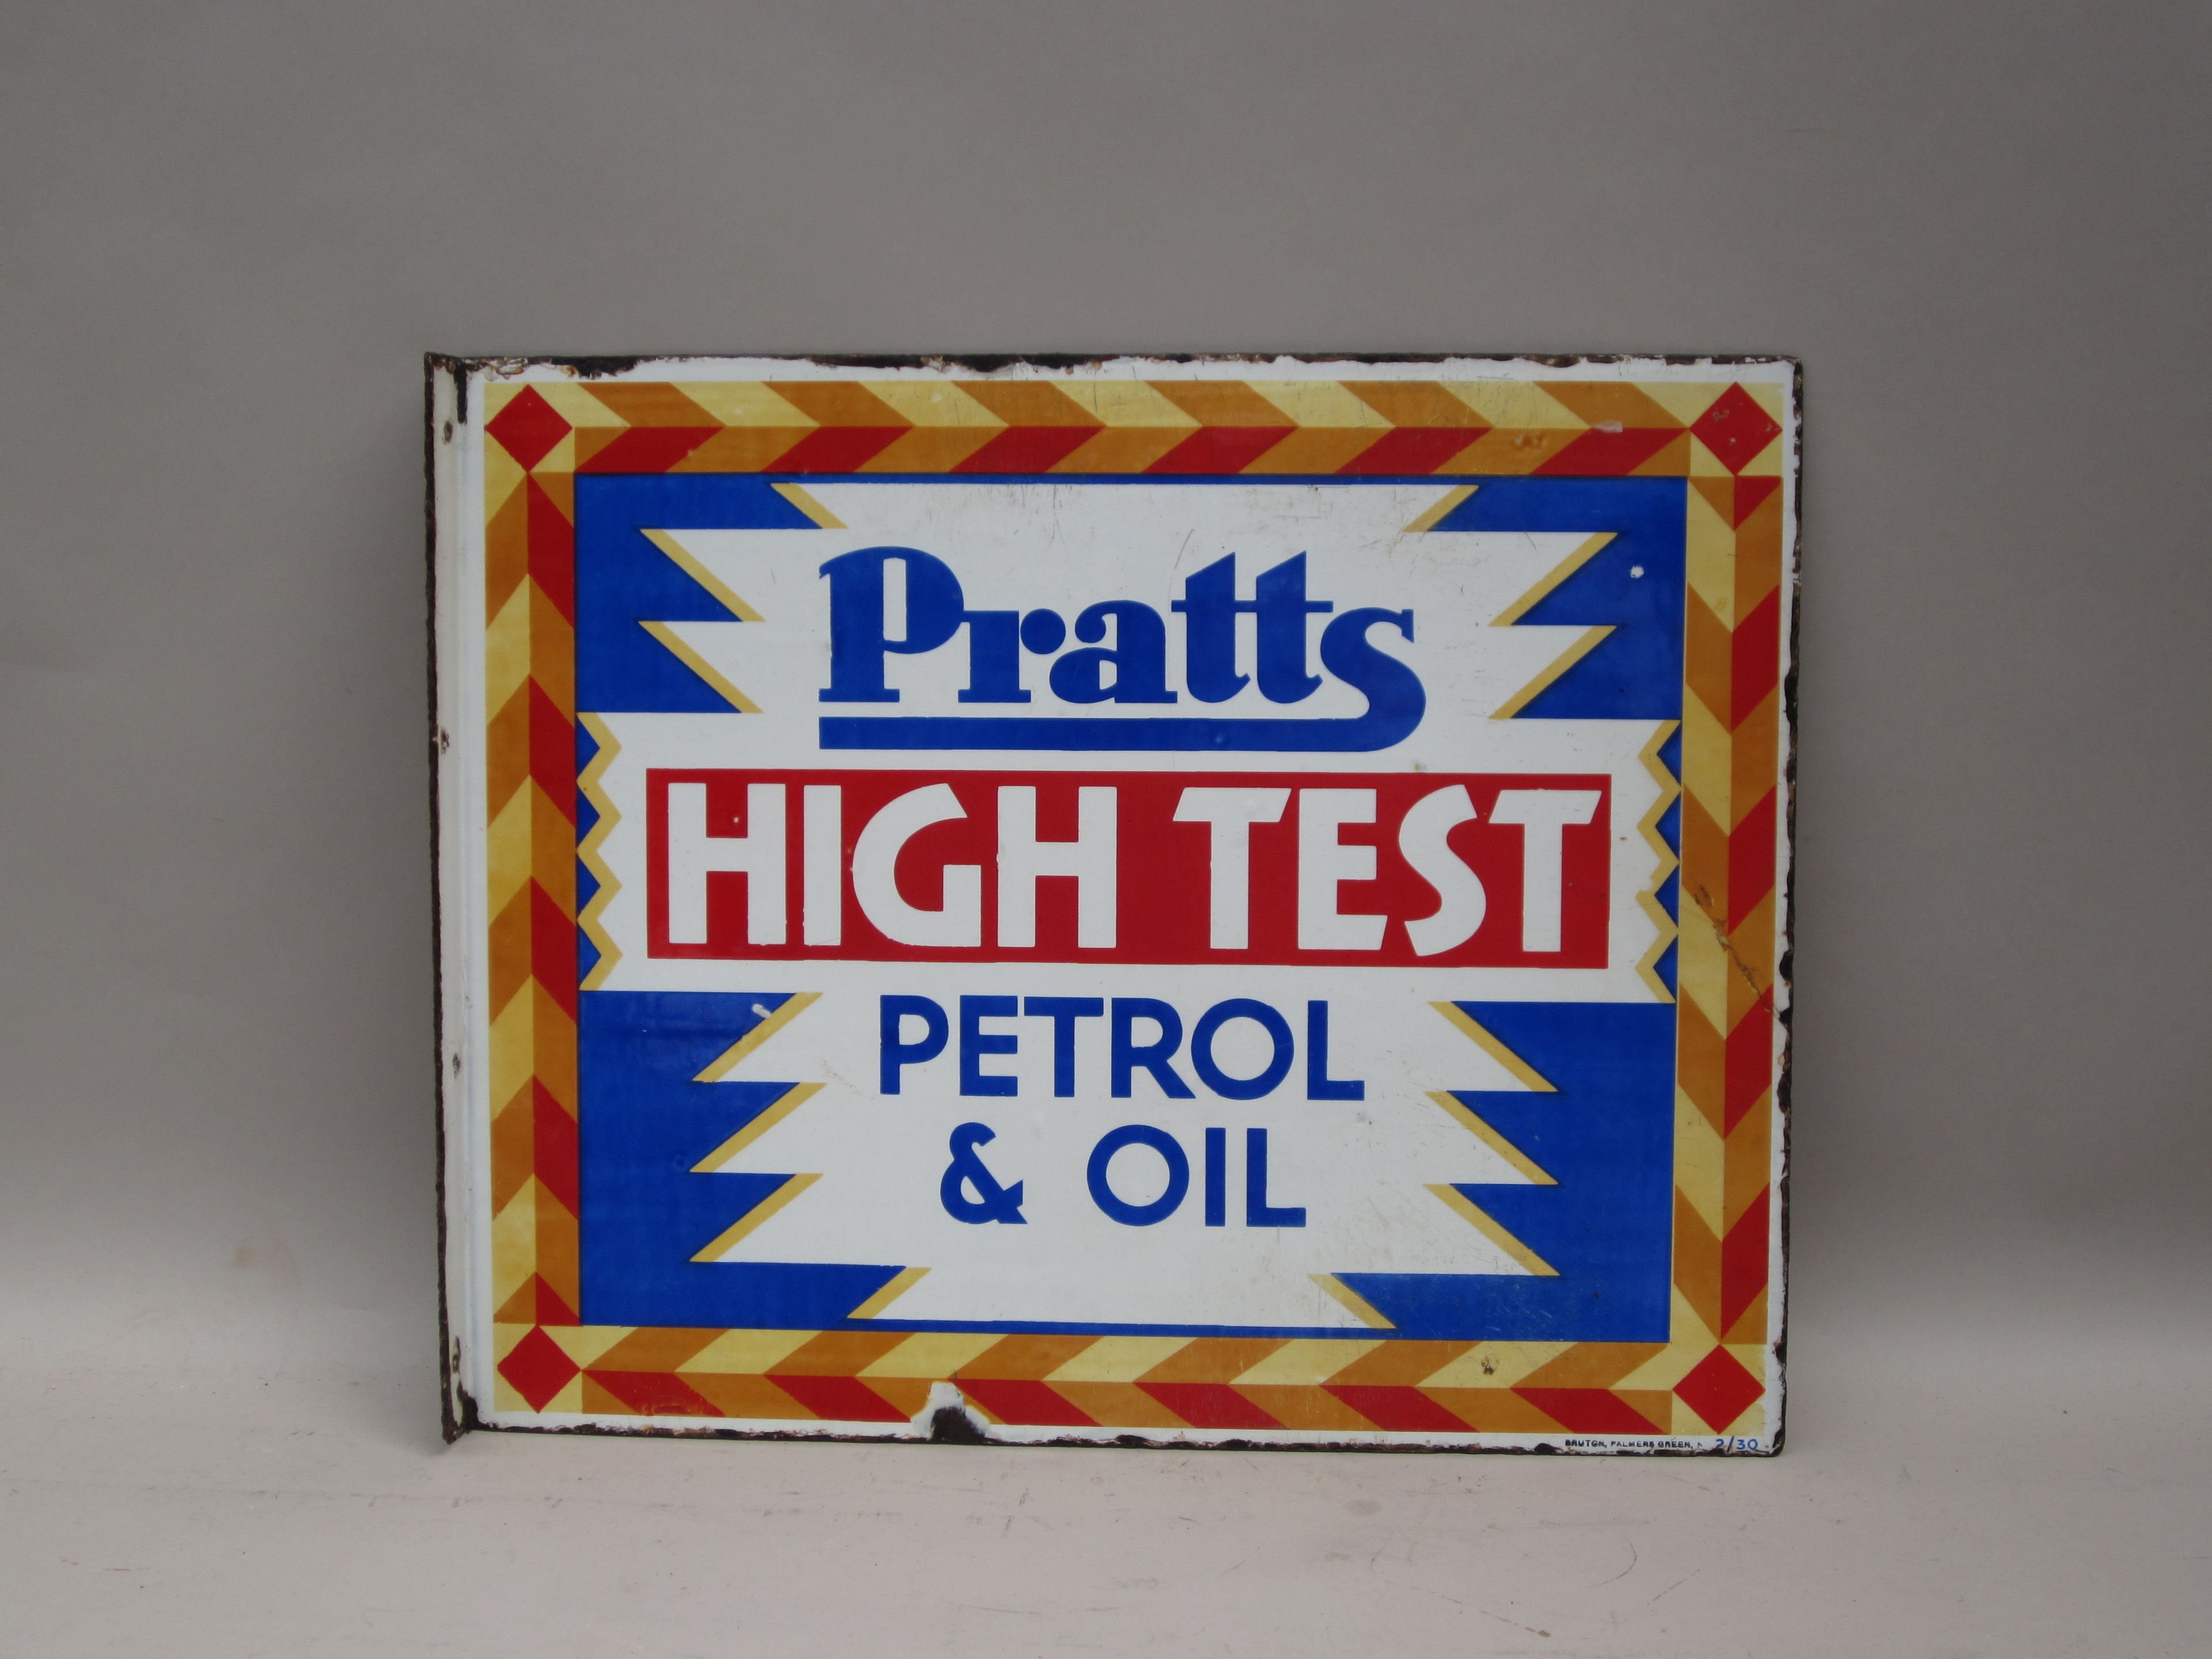 Pratts
HIGH TEST
PETROL
& OIL
BRUTON, PALMERS GREEN, N. 2/30